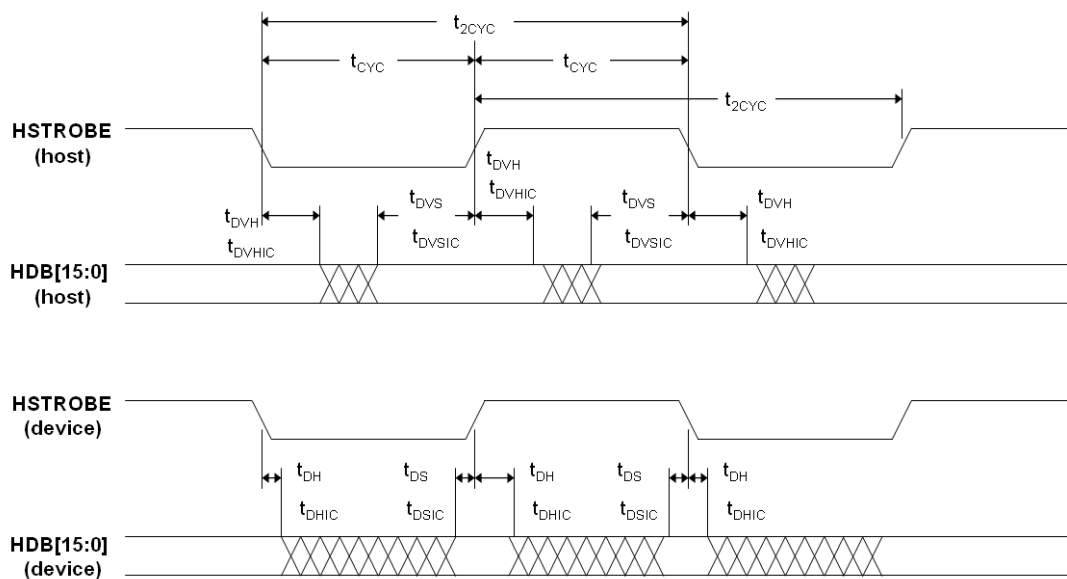 t2CYC
tCYC tCYC
t2CYC
HSTROBE
(host)
tDVH
tDVHIC
tDVS tDVS tDVH
tDVH
tDVSIC tDVSIC tDVHIC
tDVHIC
HDB[15:0]
(host)
HSTROBE
(device)
tDH tDS tDH tDS tDH
tDHIC tDSIC tDHIC tDSIC tDHIC
HDB[15:0]
(device)